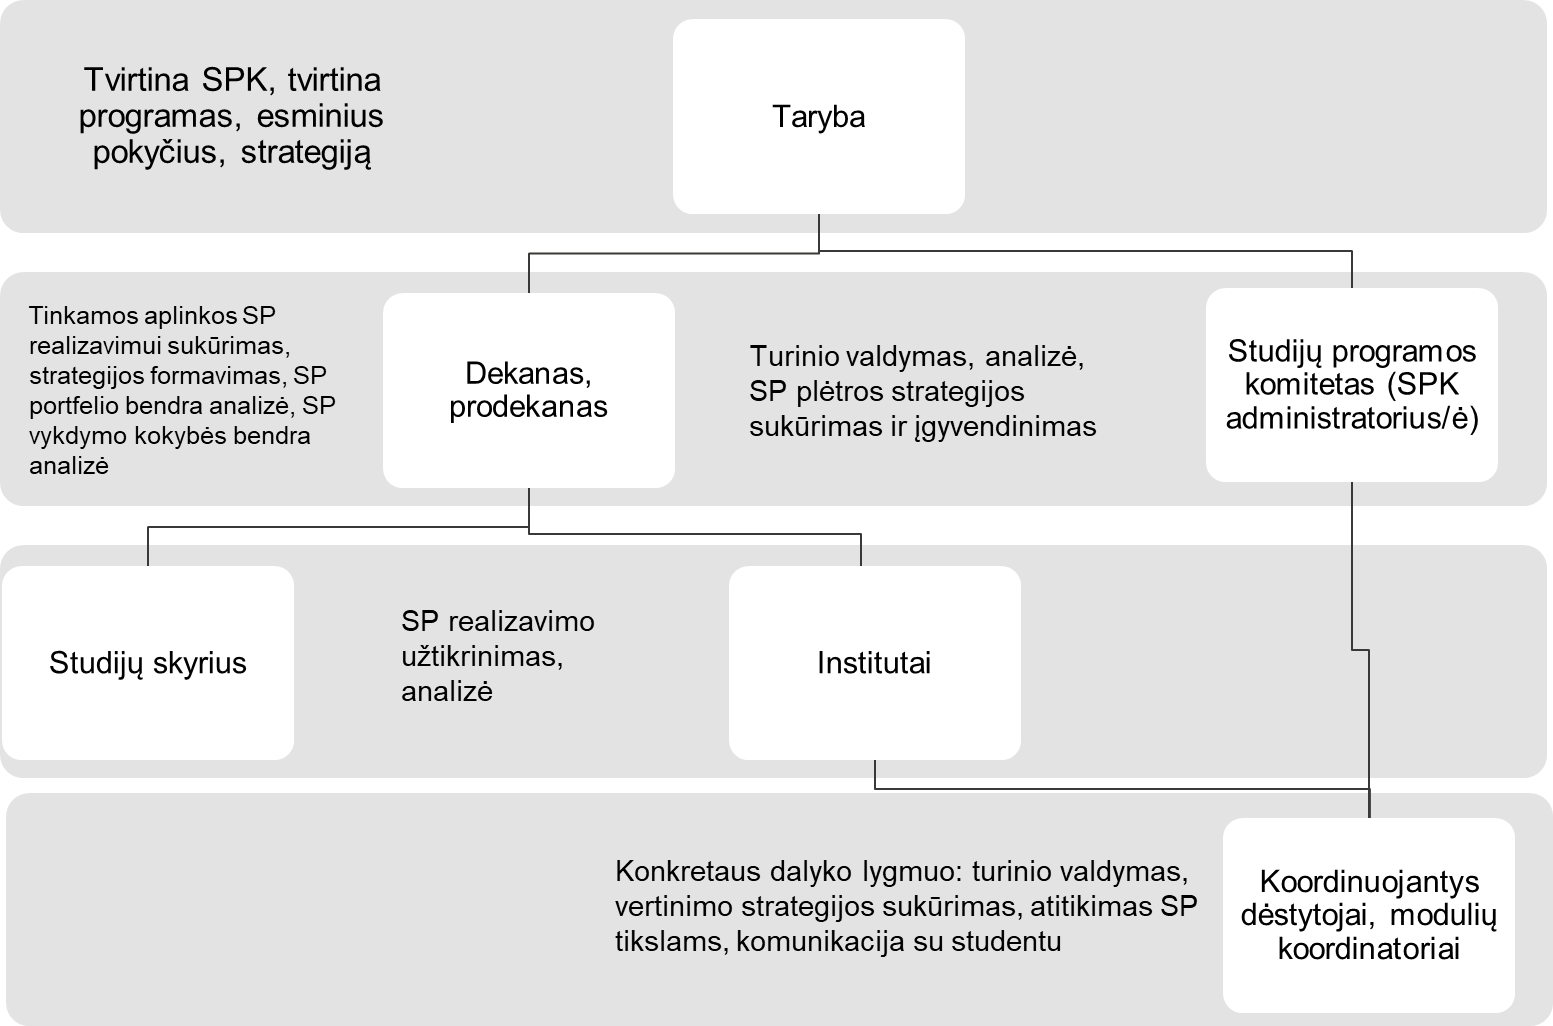 Tvirtina SPK, tvirtina
programas, esminius
pokyčius, strategiją
Taryba
Tinkamos aplinkos SP
realizavimui sukūrimas,
strategijos formavimas, SP
portfelio bendra analizė, SP
vykdymo kokybės bendra
analizė
Dekanas,
prodekanas
Turinio valdymas, analizė,
SP plėtros strategijos
sukūrimas ir įgyvendinimas
Studijų programos
komitetas (SPK
administratorius/ė)
Studijų skyrius
SP realizavimo
užtikrinimas,
analizė
Institutai
Konkretaus dalyko lygmuo: turinio valdymas,
vertinimo strategijos sukūrimas, atitikimas SP
tikslams, komunikacija su studentu
Koordinuojantys
dėstytojai, modulių
koordinatoriai